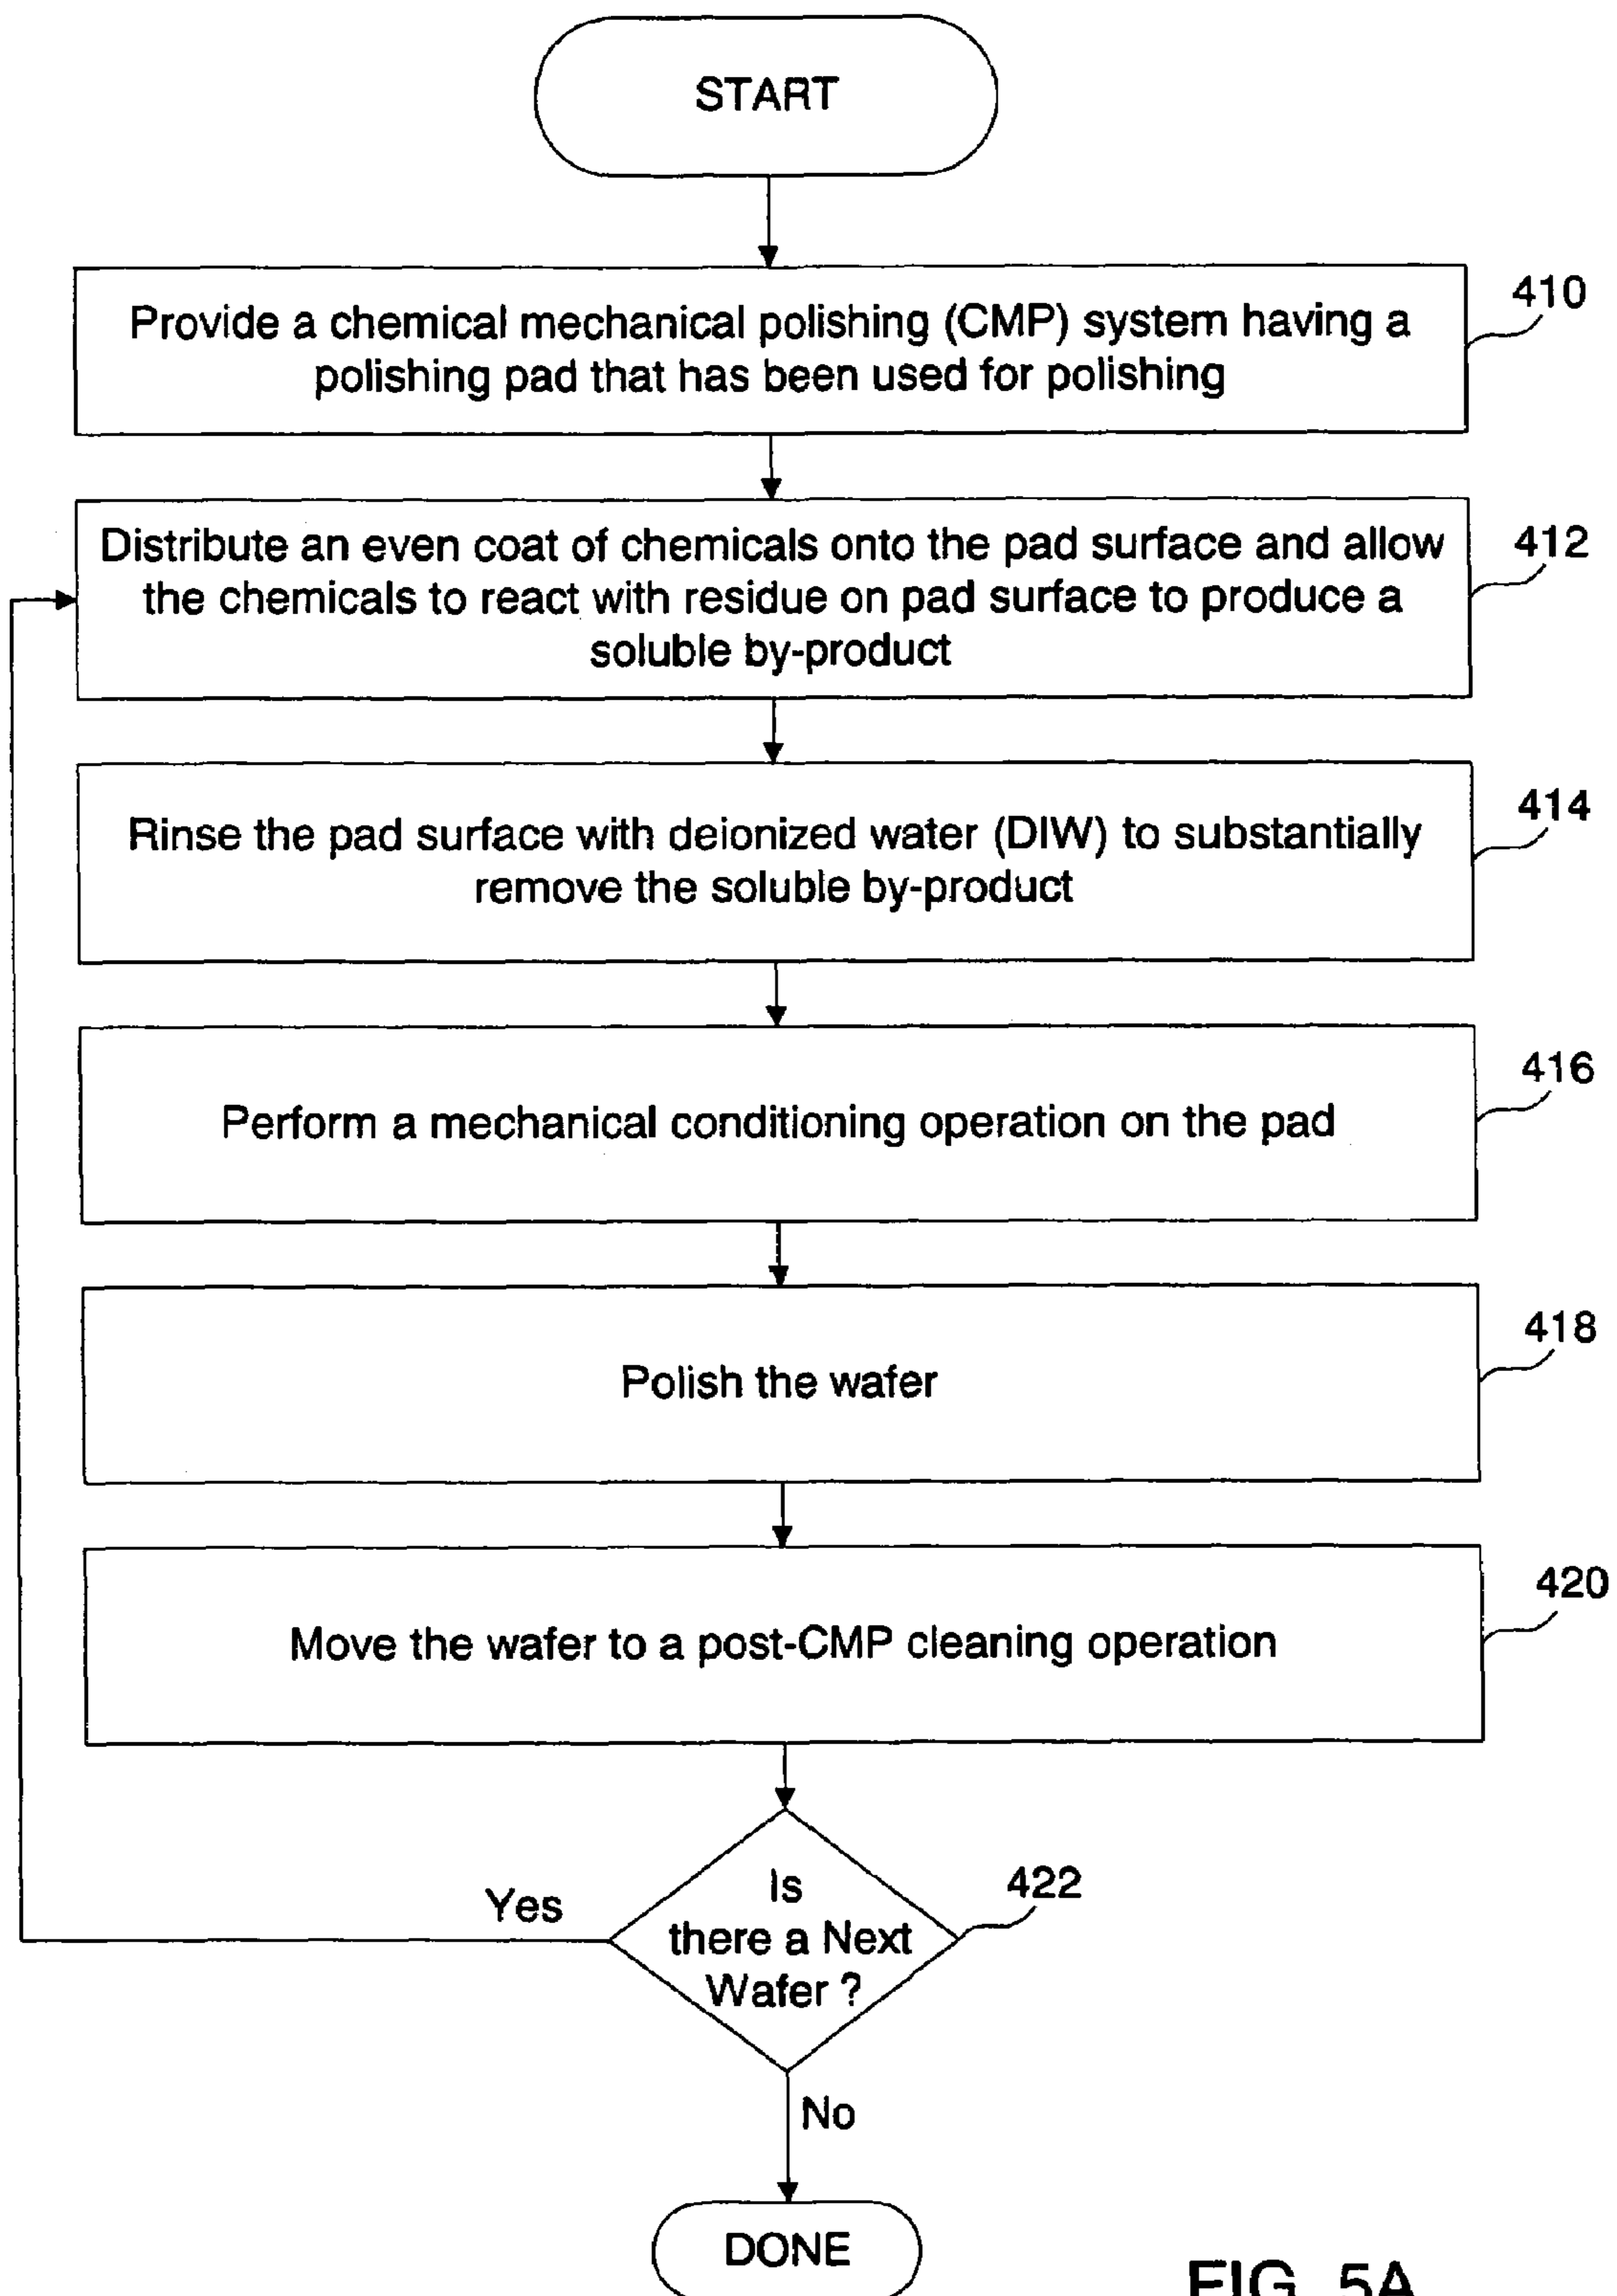 START
Provide a chemical mechanical polishing (CMP) system having a
polishing pad that has been used for polishing
410
Distribute an even coat of chemicals onto the pad surface and allow
the chemicals to react with residue on pad surface to produce a
soluble by-product
412
Rinse the pad surface with deionized water (DIW) to substantially
remove the soluble by-product
414
Perform a mechanical conditioning operation on the pad
416
Polish the wafer
418
Move the wafer to a post-CMP cleaning operation
420
Is
there a Next
Wafer ?
422
Yes
No
DONE
FIG. 5A